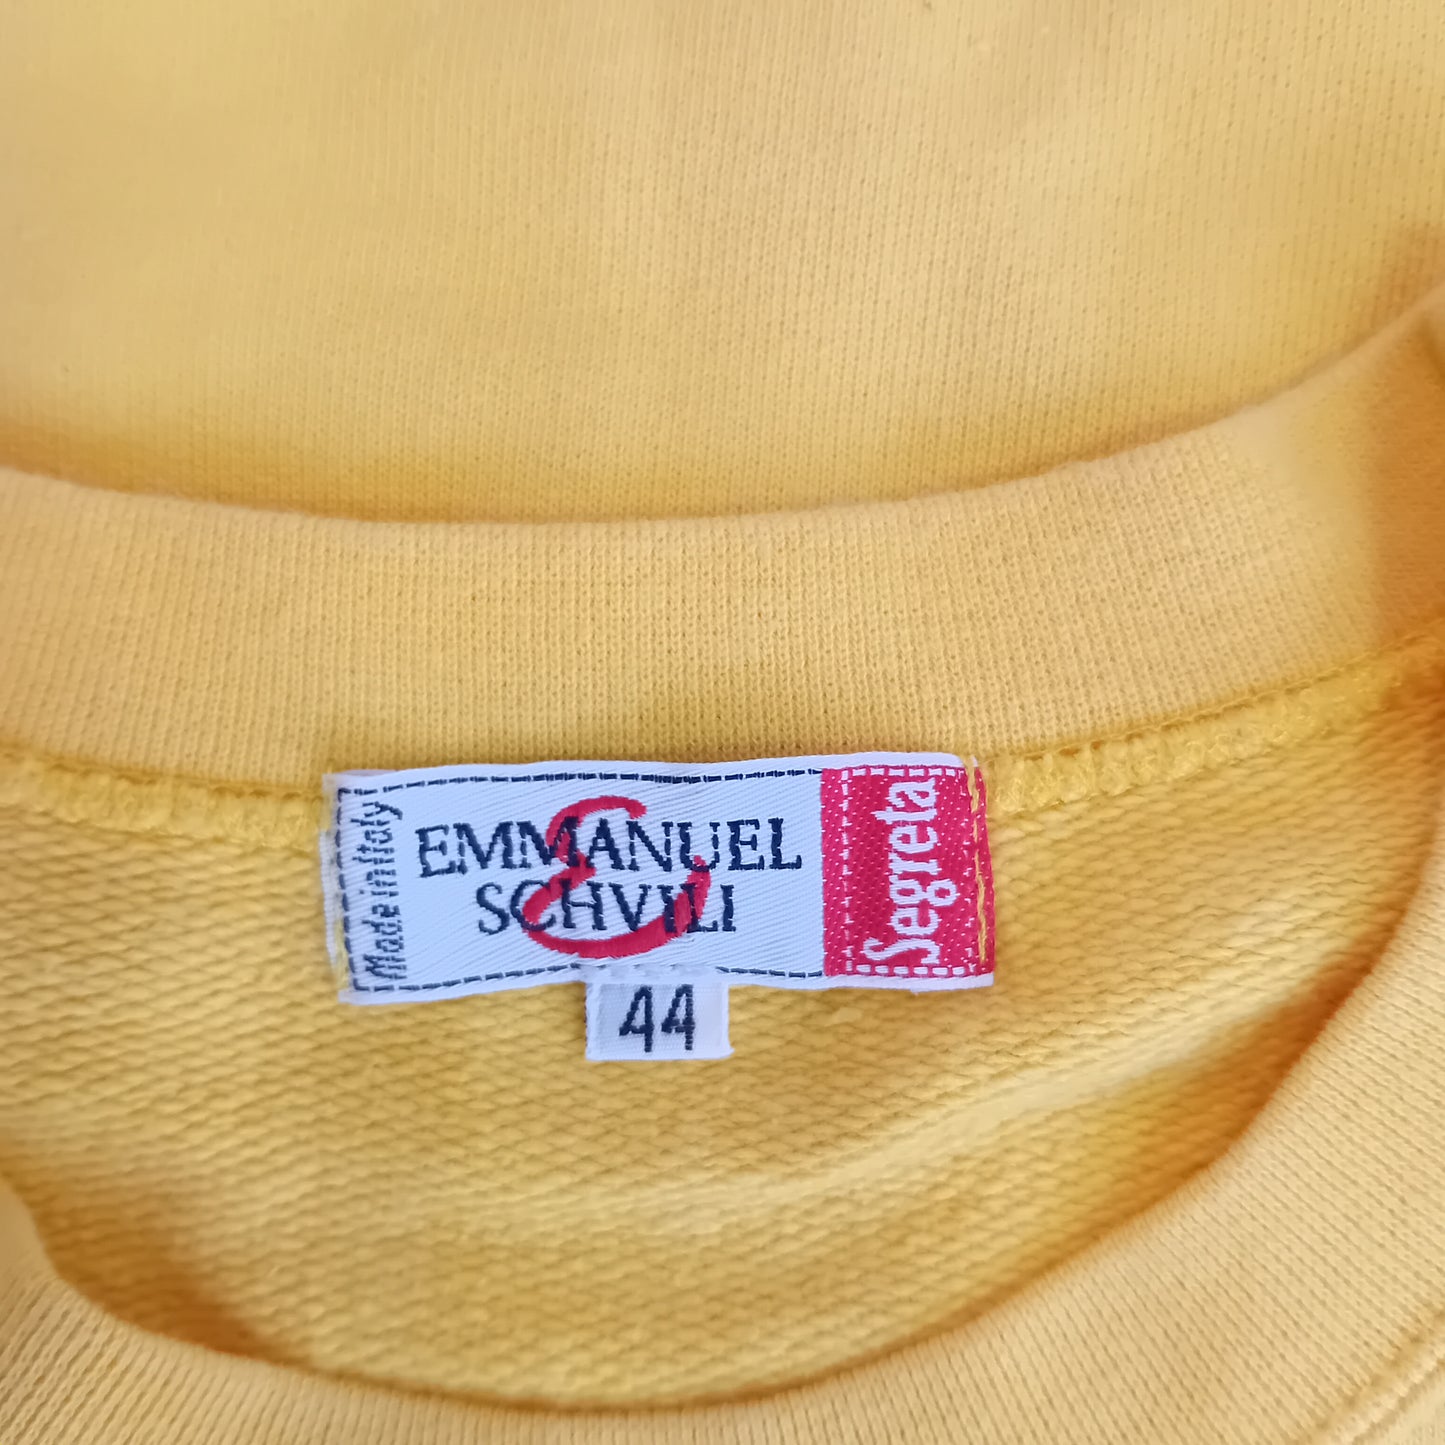 Made in Italy
EMMANUEL
SCHVILI
E
Segreta
44